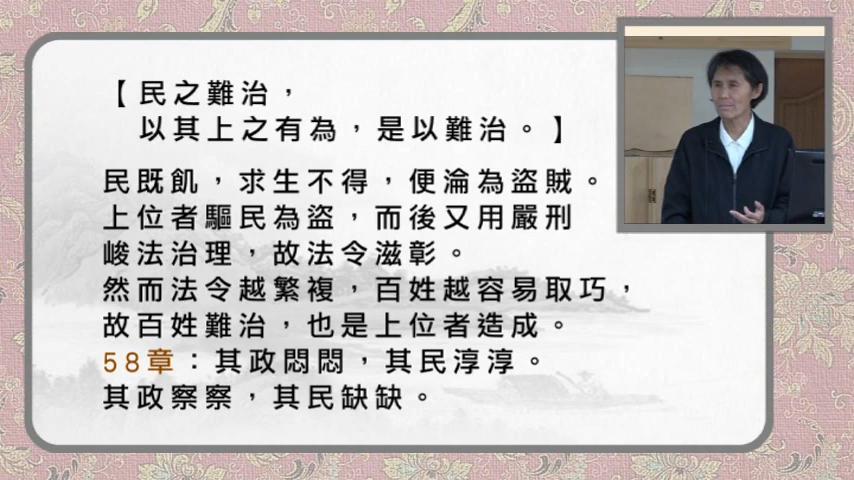 【民之難治，
以其上之有為，是以難治。】
民既飢，求生不得，便淪為盜賊。
上位者驅民為盜，而後又用嚴刑
峻法治理，故法令滋彰。
然而法令越繁複，百姓越容易取巧，
故百姓難治，也是上位者造成。
58章：其政悶悶，其民淳淳。
其政察察，其民缺缺。